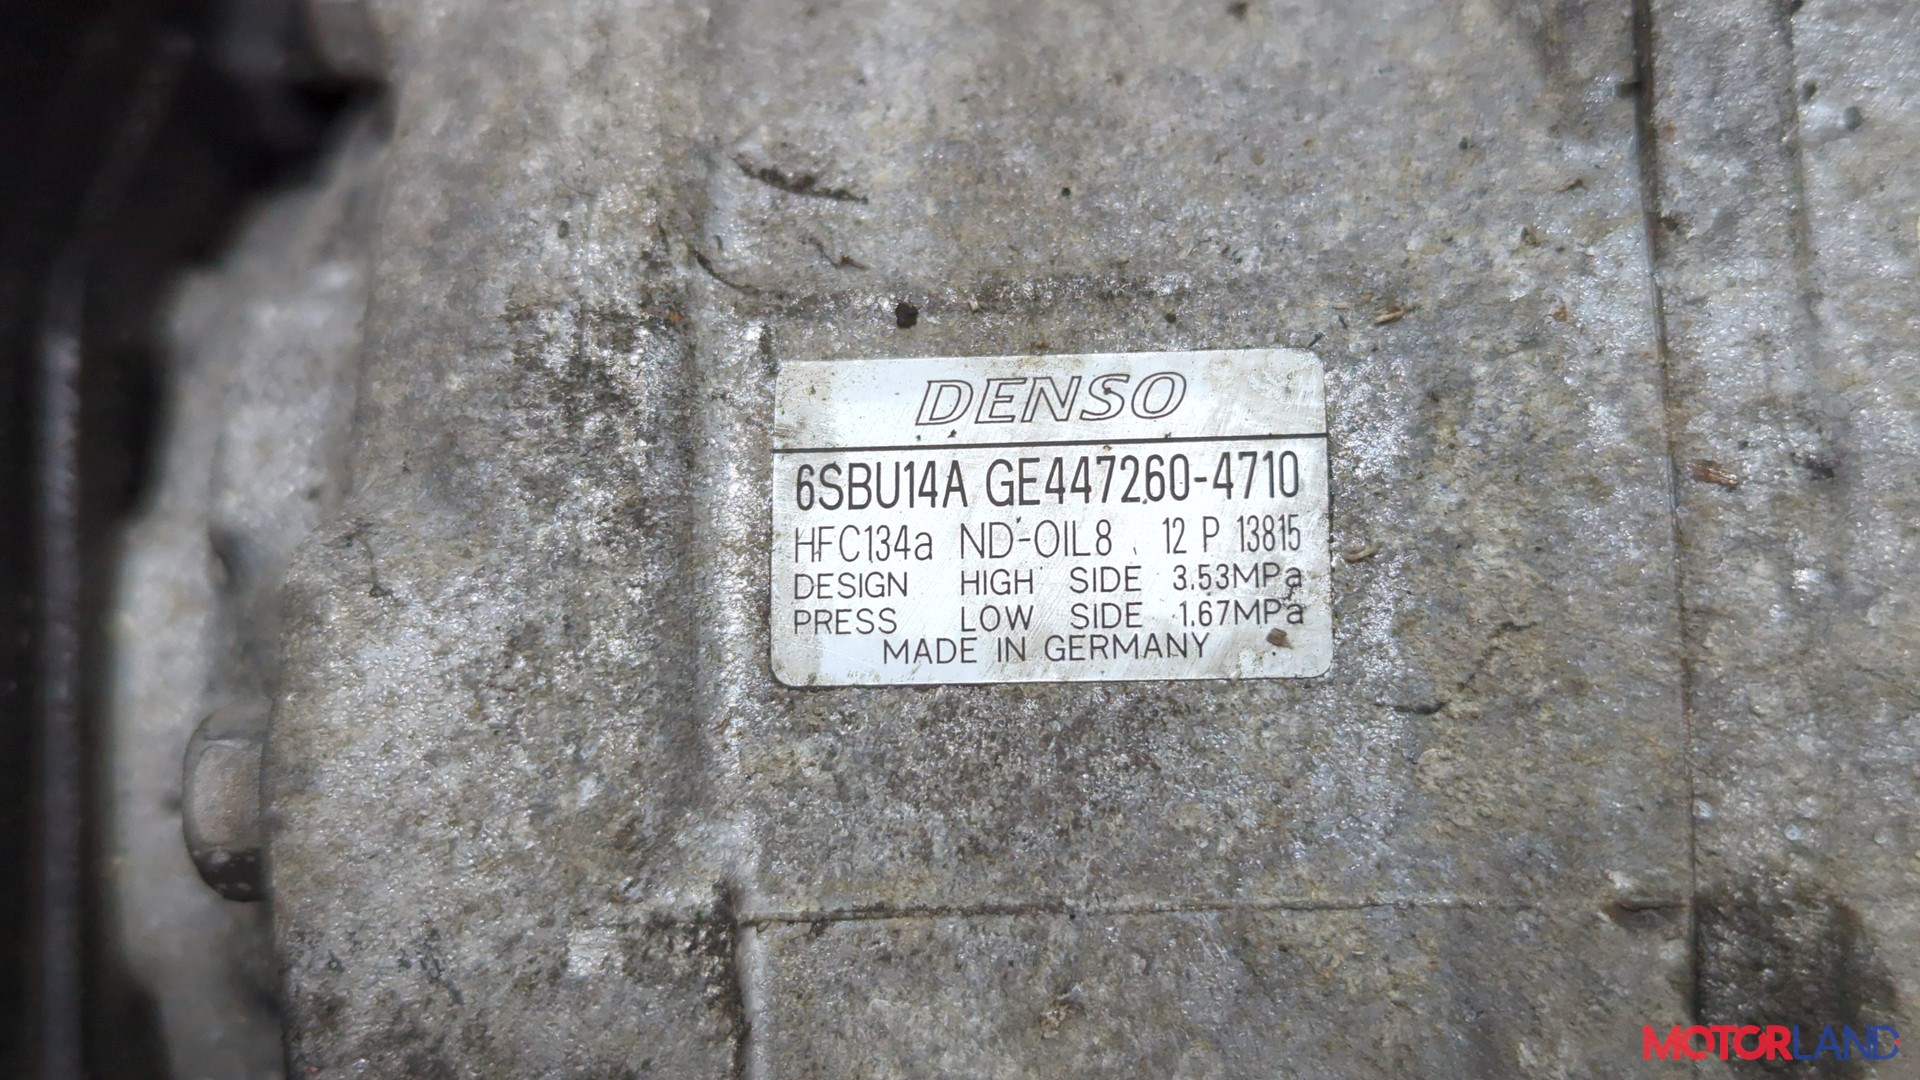 DENSO
6SBU14A GE447260-4710
HFC134a ND-OIL8 12 P 13815
DESIGN HIGH SIDE 3.53MPa
PRESS LOW SIDE 1.67MPa
MADE IN GERMANY
MOTORLAND